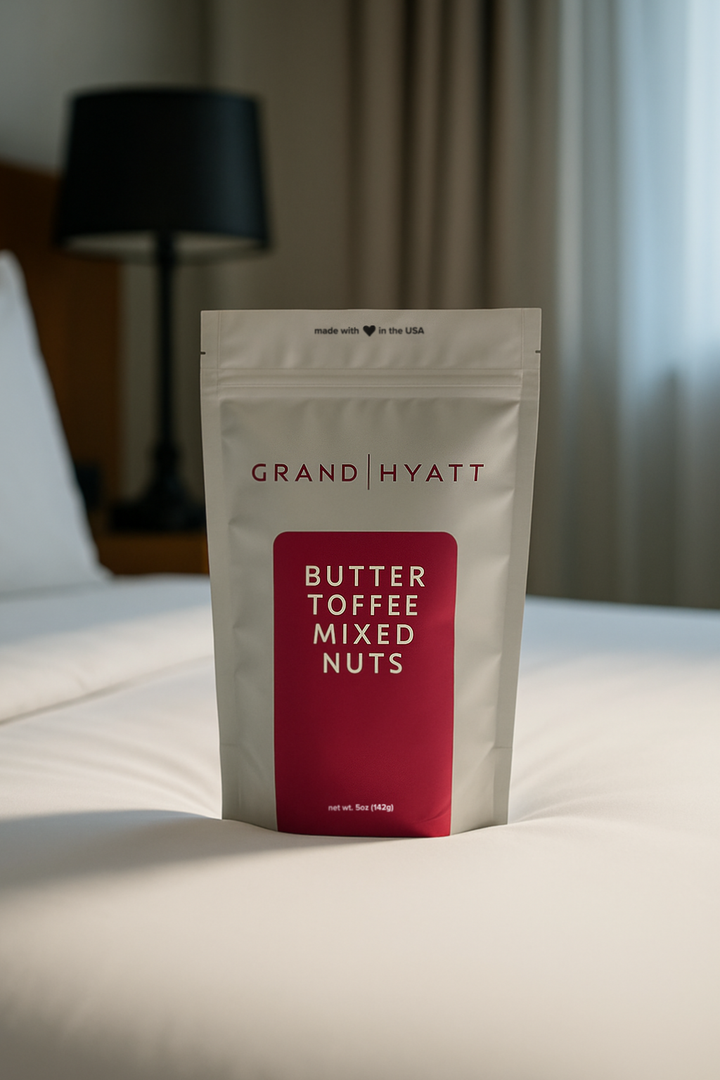 made with ♥ in the USA
GRAND | HYATT
BUTTER
TOFFEE
MIXED
NUTS
net wt. 5oz (142g)